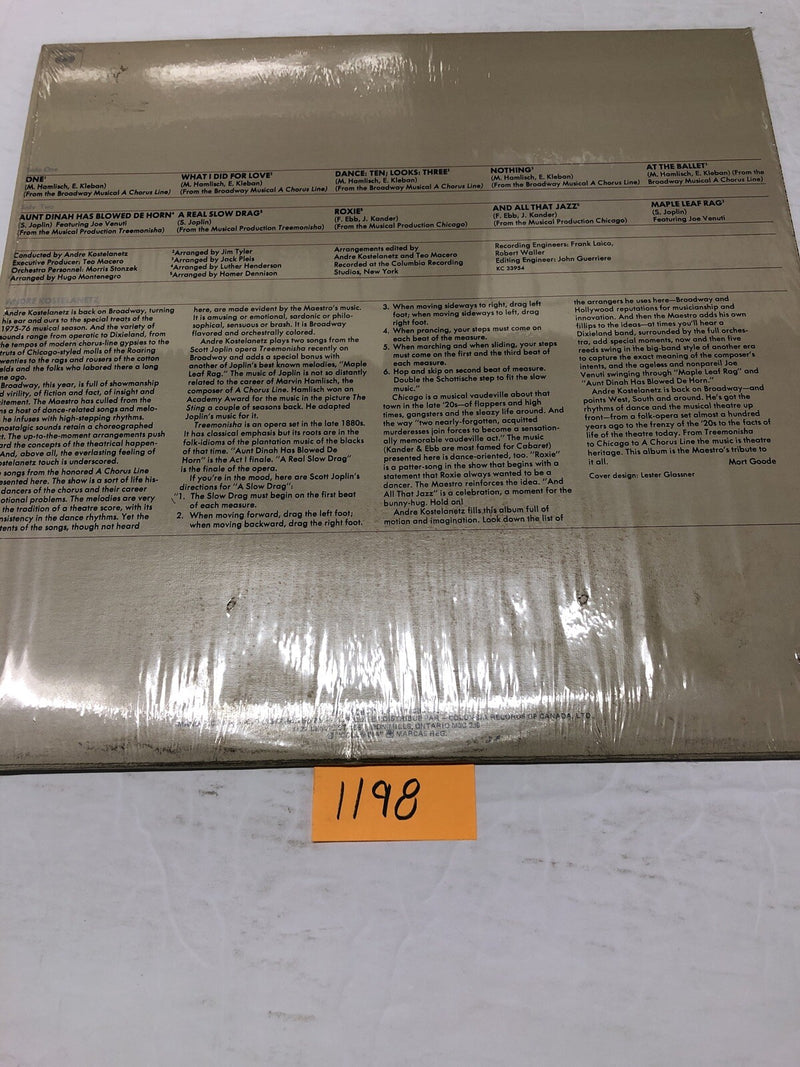 Side One
ONE¹
(M. Hamlisch, E. Kleban)
(From the Broadway Musical A Chorus Line)
WHAT I DID FOR LOVE²
(M. Hamlisch, E. Kleban)
(From the Broadway Musical A Chorus Line)
DANCE: TEN; LOOKS: THREE¹
(M. Hamlisch, E. Kleban)
(From the Broadway Musical A Chorus Line)
NOTHING¹
(M. Hamlisch, E. Kleban)
(From the Broadway Musical A Chorus Line)
AT THE BALLET¹
(M. Hamlisch, E. Kleban) (From the
Broadway Musical A Chorus Line)
Side Two
AUNT DINAH HAS BLOWED DE HORN
(S. Joplin) Featuring Joe Venuti
(From the Musical Production Treemonisha)
A REAL SLOW DRAG³
(S. Joplin)
(From the Musical Production Treemonisha)
ROXIE
(F. Ebb, J. Kander)
(From the Musical Production Chicago)
AND ALL THAT JAZZ
(F. Ebb, J. Kander)
(From the Musical Production Chicago)
MAPLE LEAF RAG
(S. Joplin)
Featuring Joe Venuti
Conducted by Andre Kostelanetz
Executive Producer: Teo Macero
Orchestra Personnel: Morris Stonzek
Arranged by Hugo Montenegro
Arranged by Jim Tyler
Arranged by Jack Pleis
Arranged by Luther Henderson
Arranged by Homer Dennison
Arrangements edited by
Andre Kostelanetz and Teo Macero
Recorded at the Columbia Recording
Studios, New York
Recording Engineers: Frank Laico,
Robert Waller
Editing Engineer: John Guerriere
KC 33954
ANDRE KOSTELANETZ
Andre Kostelanetz is back on Broadway, turning
his ear and ours to the special treats of the
1975-76 musical season. And the variety of
sounds range from operatic to Dixieland, from
the tempos of modern chorus-line gypsies to the
truts of Chicago-styled molls of the Roaring
wenties to the rags and rousers of the cotton
elds and the folks who labored there a long
me ago.
Broadway, this year, is full of showmanship
d virility, of fiction and fact, of insight and
itement. The Maestro has culled from the
ns a host of dance-related songs and melo-
he infuses with high-stepping rhythms.
nostalgic sounds retain a choreographed
t. The up-to-the-moment arrangements push
ard the concepts of the theatrical happen-
And, above all, the everlasting feeling of
ostelanetz touch is underscored.
songs from the honored A Chorus Line
esented here. The show is a sort of life his-
dancers of the chorus and their career
otional problems. The melodies are very
the tradition of a theatre score, with its
nsistency in the dance rhythms. Yet the
tents of the songs, though not heard
here, are made evident by the Maestro's music.
It is amusing or emotional, sardonic or philo-
sophical, sensuous or brash. It is Broadway
flavored and orchestrally colored.
Andre Kostelanetz plays two songs from the
Scott Joplin opera Treemonisha recently on
Broadway and adds a special bonus with
another of Joplin's best known melodies, "Maple
Leaf Rag." The music of Joplin is not so distantly
related to the career of Marvin Hamlisch, the
composer of A Chorus Line. Hamlisch won an
Academy Award for the music in the picture The
Sting a couple of seasons back. He adapted
Joplin's music for it.
Treemonisha is an opera set in the late 1880s.
It has classical emphasis but its roots are in the
folk-idioms of the plantation music of the blacks
of that time. "Aunt Dinah Has Blowed De
Horn" is the Act I finale. "A Real Slow Drag"
is the finale of the opera.
If you're in the mood, here are Scott Joplin's
directions for "A Slow Drag":
"1. The Slow Drag must begin on the first beat
of each measure.
2. When moving forward, drag the left foot;
when moving backward, drag the right foot.
3. When moving sideways to right, drag left
foot; when moving sideways to left, drag
right foot.
4. When prancing, your steps must come on
each beat of the measure.
5. When marching and when sliding, your steps
must come on the first and the third beat of
each measure.
6. Hop and skip on second beat of measure.
Double the Schottische step to fit the slow
music."
Chicago is a musical vaudeville about that
town in the late '20s—of flappers and high
times, gangsters and the sleazy life around. And
the way "two nearly-forgotten, acquitted
murderesses join forces to become a sensation-
ally memorable vaudeville act." The music
(Kander & Ebb are most famed for Cabaret)
presented here is dance-oriented, too. "Roxie"
is a patter-song in the show that begins with a
statement that Roxie always wanted to be a
dancer. The Maestro reinforces the idea. "And
All That Jazz" is a celebration; a moment for the
bunny-hug. Hold on!
Andre Kostelanetz fills this album full of
motion and imagination. Look down the list of
the arrangers he uses here—Broadway and
Hollywood reputations for musicianship and
innovation. And then the Maestro adds his own
fillips to the ideas—at times you'll hear a
Dixieland band, surrounded by the full orches-
tra, add special moments, now and then five
reeds swing in the big-band style of another era
to capture the exact meaning of the composer's
intents, and the ageless and nonpareil Joe
Venuti swinging through "Maple Leaf Rag" and
"Aunt Dinah Has Blowed De Horn."
Andre Kostelanetz is back on Broadway—and
points West, South and around. He's got the
rhythms of dance and the musical theatre up
front—from a folk-opera set almost a hundred
years ago to the frenzy of the '20s to the facts of
life of the theatre today. From Treemonisha
to Chicago to A Chorus Line the music is theatre
heritage. This album is the Maestro's tribute to
it all.
Mort Goode
Cover design: Lester Glassner
DISTRIBUÉ PAR COLUMBIA RECORDS OF CANADA, LTD.
DON MILLS, ONTARIO
MARCAS REG.
1198